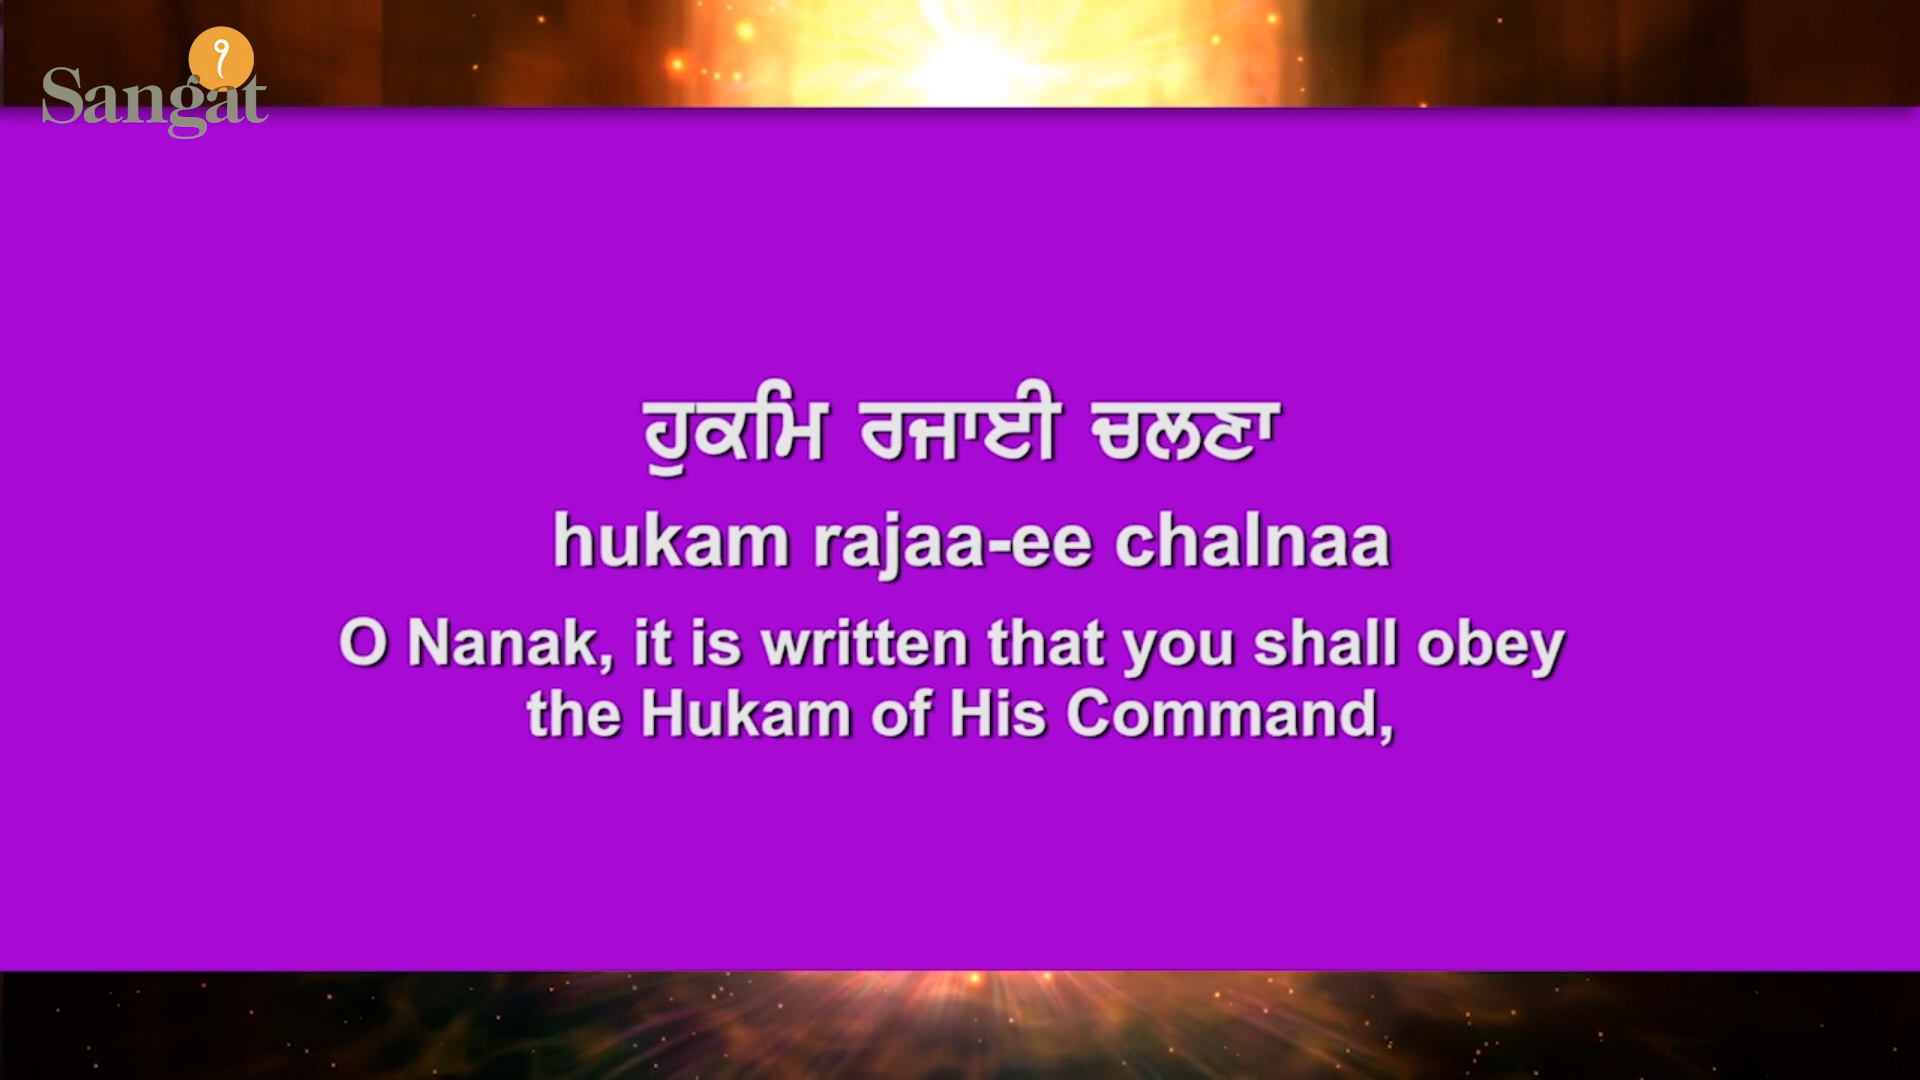 ੧
Sangat
ਹੁਕਮਿ ਰਜਾਈ ਚਲਣਾ
hukam rajaa-ee chalnaa
O Nanak, it is written that you shall obey
the Hukam of His Command,